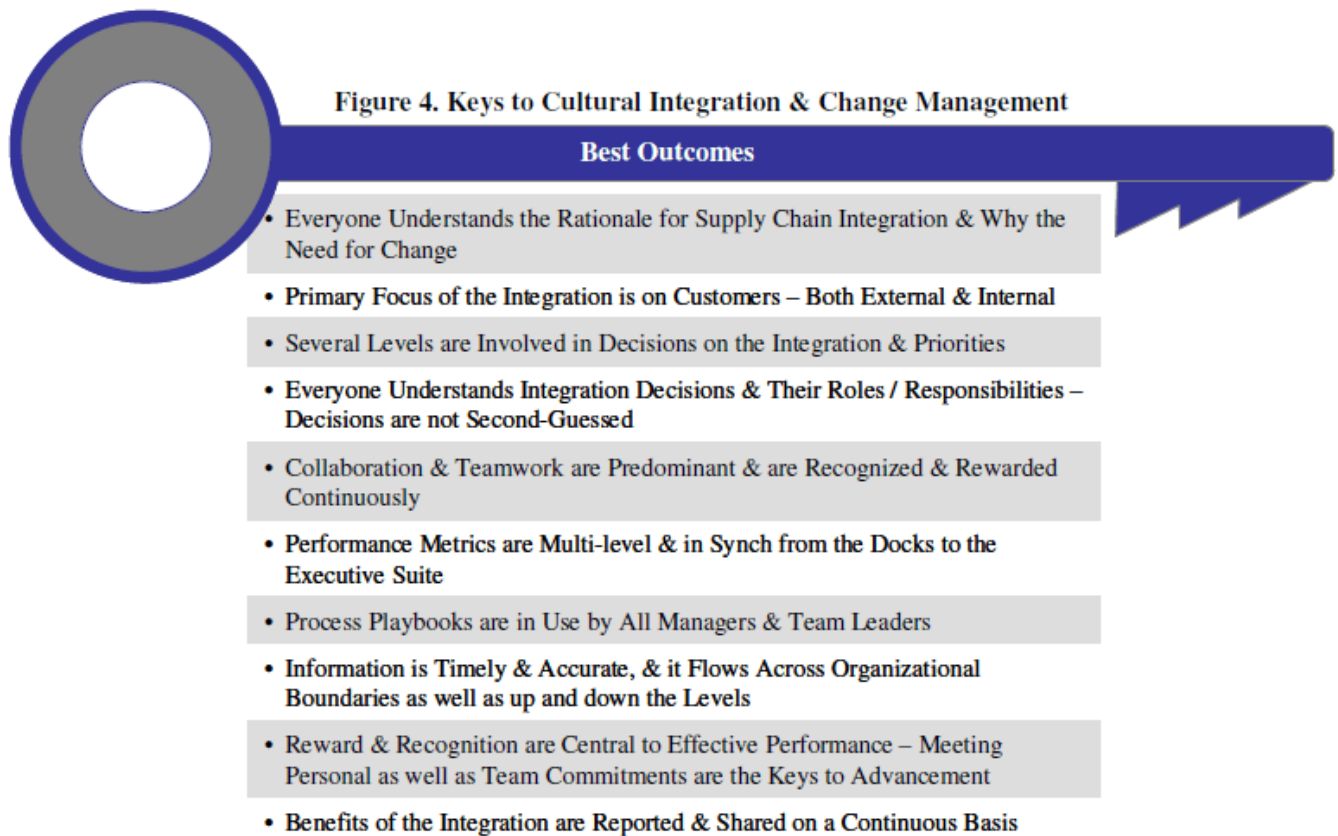 Figure 4. Keys to Cultural Integration & Change Management
Best Outcomes
• Everyone Understands the Rationale for Supply Chain Integration & Why the
Need for Change
• Primary Focus of the Integration is on Customers – Both External & Internal
• Several Levels are Involved in Decisions on the Integration & Priorities
• Everyone Understands Integration Decisions & Their Roles / Responsibilities –
Decisions are not Second-Guessed
• Collaboration & Teamwork are Predominant & are Recognized & Rewarded
Continuously
• Performance Metrics are Multi-level & in Synch from the Docks to the
Executive Suite
• Process Playbooks are in Use by All Managers & Team Leaders
• Information is Timely & Accurate, & it Flows Across Organizational
Boundaries as well as up and down the Levels
• Reward & Recognition are Central to Effective Performance – Meeting
Personal as well as Team Commitments are the Keys to Advancement
• Benefits of the Integration are Reported & Shared on a Continuous Basis